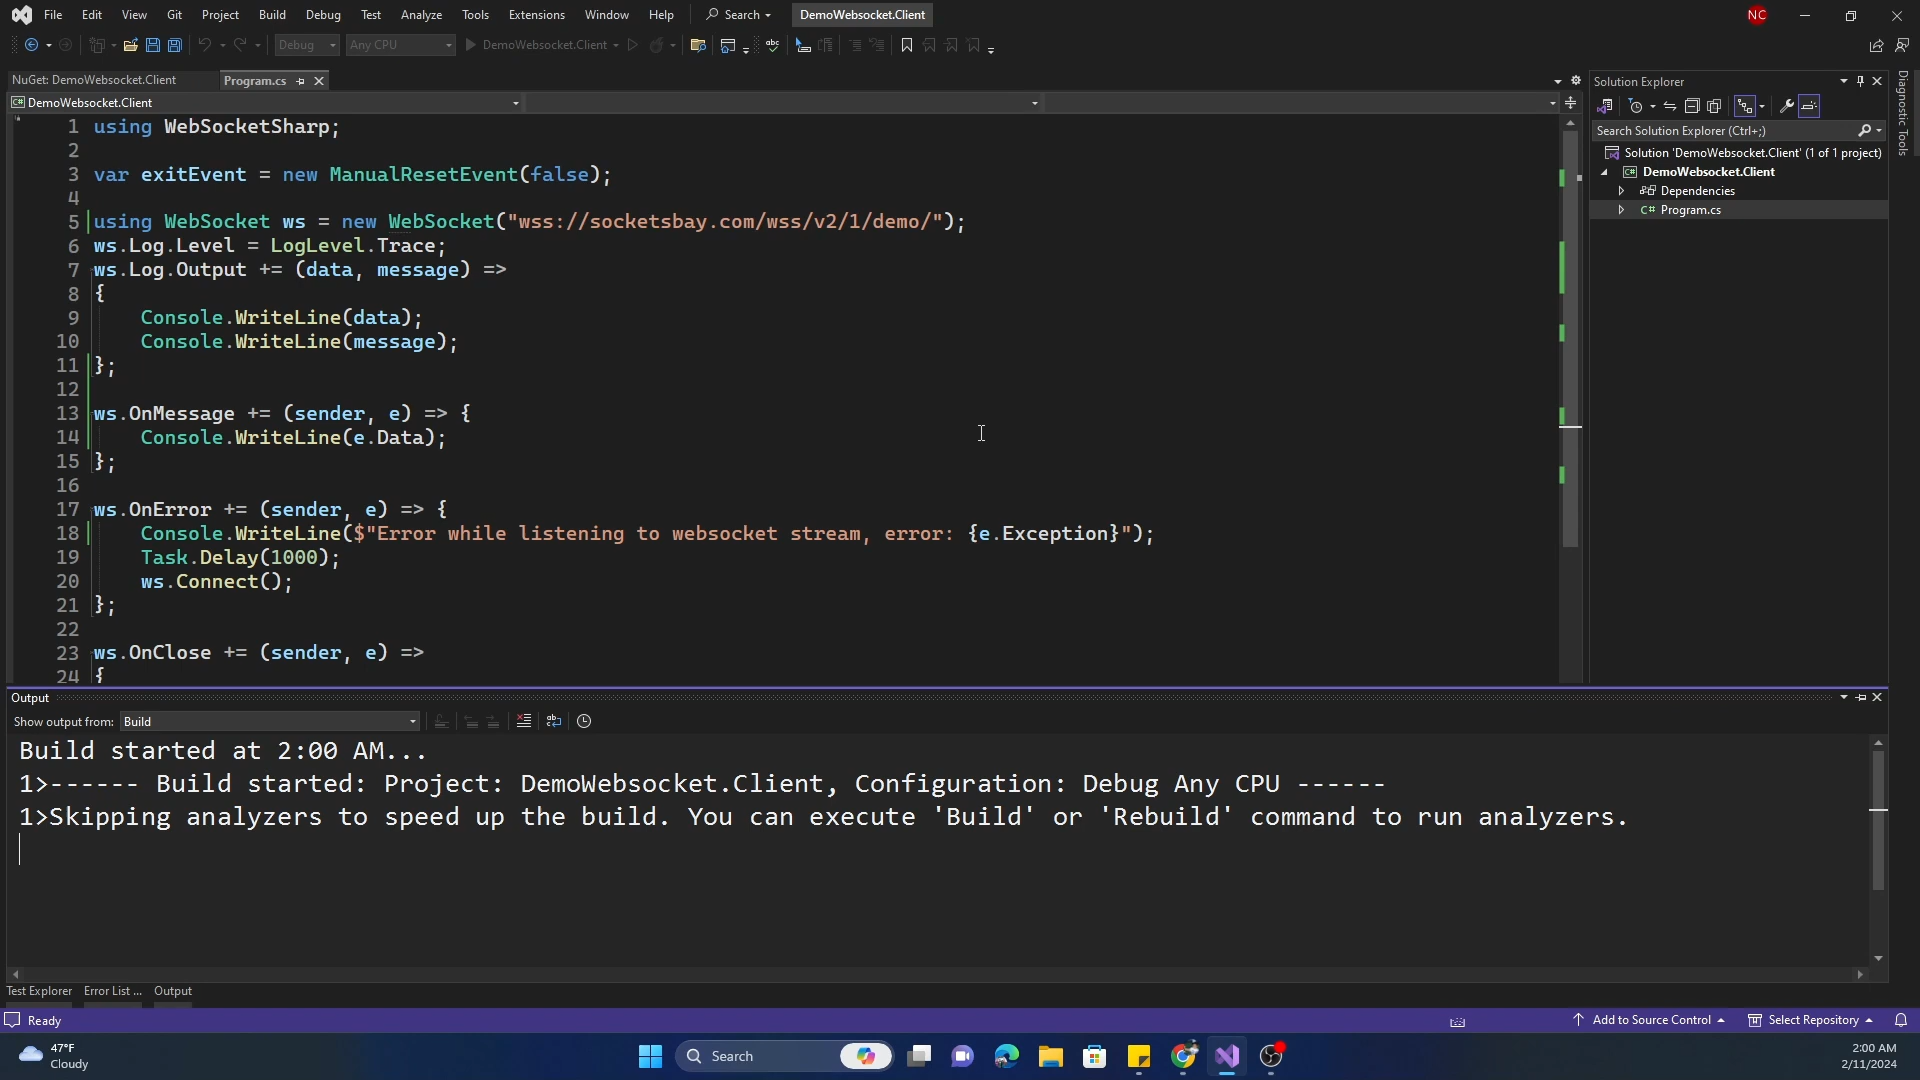 File Edit View Git Project Build Debug Test Analyze Tools Extensions Window Help Search DemoWebsocket.Client NC
Debug Any CPU DemoWebsocket.Client
NuGet: DemoWebsocket.Client Program.cs
DemoWebsocket.Client
1 using WebSocketSharp;
2
3 var exitEvent = new ManualResetEvent(false);
4
5 using WebSocket ws = new WebSocket("wss://socketsbay.com/wss/v2/1/demo/");
6 ws.Log.Level = LogLevel.Trace;
7 ws.Log.Output += (data, message) =>
8 {
9 Console.WriteLine(data);
10 Console.WriteLine(message);
11 };
12
13 ws.OnMessage += (sender, e) => {
14 Console.WriteLine(e.Data);
15 };
16
17 ws.OnError += (sender, e) => {
18 Console.WriteLine($"Error while listening to websocket stream, error: {e.Exception}");
19 Task.Delay(1000);
20 ws.Connect();
21 };
22
23 ws.OnClose += (sender, e) =>
24 {
Solution Explorer
Search Solution Explorer (Ctrl+;)
Solution 'DemoWebsocket.Client' (1 of 1 project)
DemoWebsocket.Client
Dependencies
C# Program.cs
Diagnostic Tools
Output
Show output from: Build
Build started at 2:00 AM...
1>------ Build started: Project: DemoWebsocket.Client, Configuration: Debug Any CPU ------
1>Skipping analyzers to speed up the build. You can execute 'Build' or 'Rebuild' command to run analyzers.
Test Explorer Error List ... Output
Ready Add to Source Control Select Repository
47°F
Cloudy
Search
2:00 AM
2/11/2024